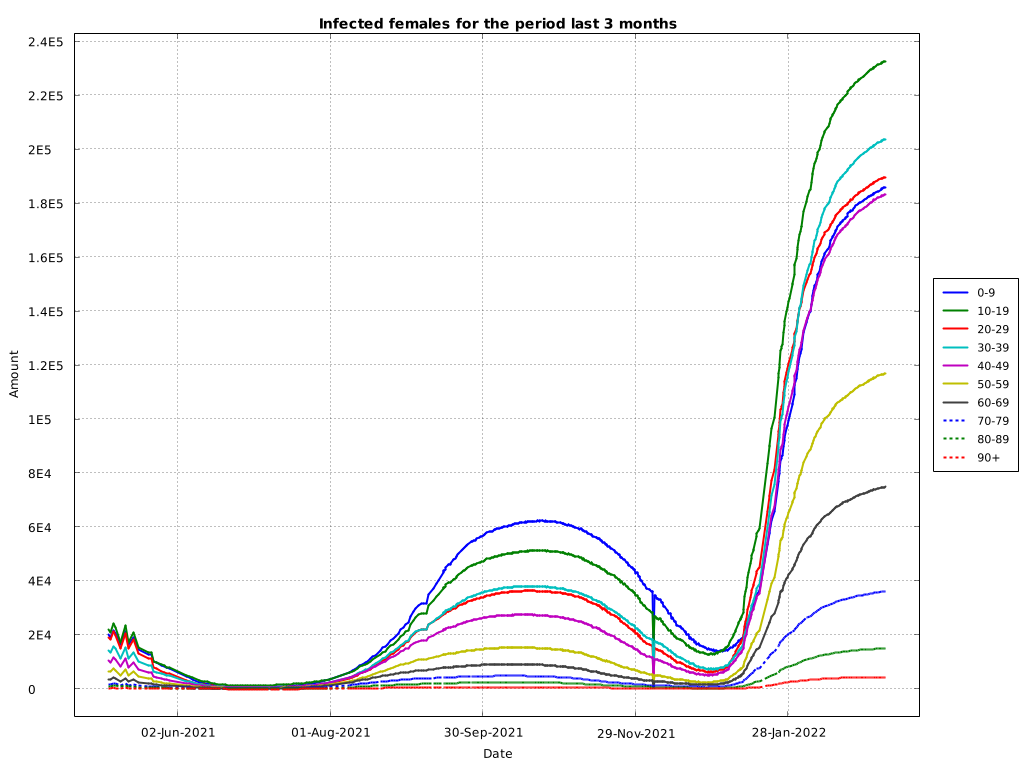 Infected females for the period last 3 months
2.4E5
2.2E5
2E5
1.8E5
1.6E5
1.4E5
1.2E5
1E5
8E4
6E4
4E4
2E4
0
Amount
02-Jun-2021
01-Aug-2021
30-Sep-2021
29-Nov-2021
28-Jan-2022
Date
0-9
10-19
20-29
30-39
40-49
50-59
60-69
70-79
80-89
90+